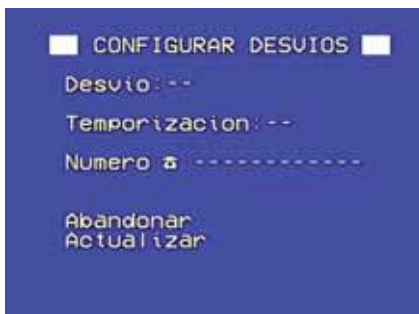 CONFIGURAR DESVIOS
Desvio:--
Temporizacion:--
Numero ☎ ------------
Abandonar
Actualizar